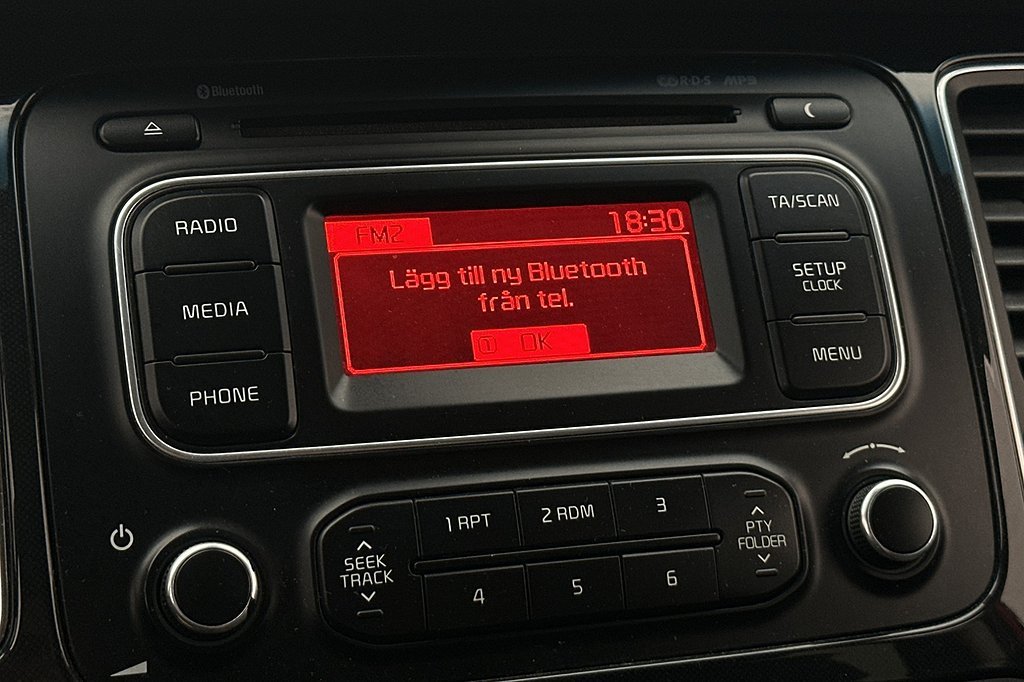 Bluetooth
R·D·S MP3
RADIO
MEDIA
PHONE
FM2 18:30
Lägg till ny Bluetooth
från tel.
1 OK
TA/SCAN
SETUP
CLOCK
MENU
SEEK
TRACK
1 RPT
2 RDM
3
4
5
6
PTY
FOLDER